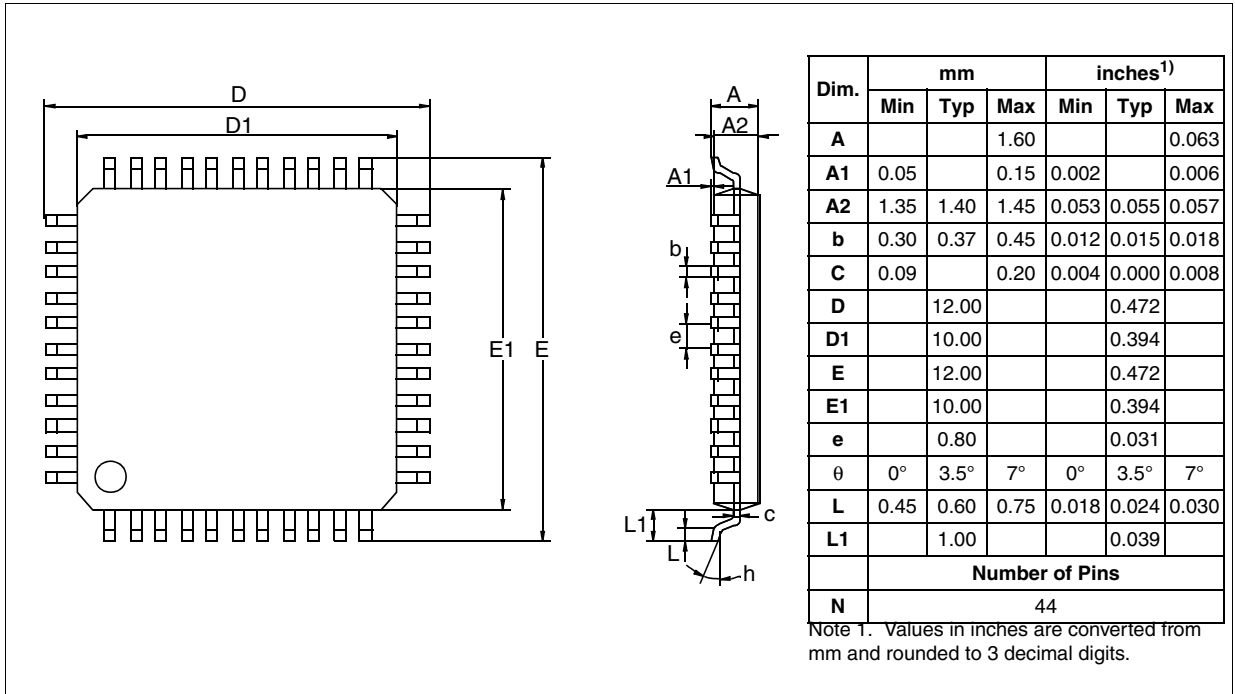 D
D1
E1
E
A
A2
A1
b
e
c
L1
L
h
Dim. mm inches1)
Min Typ Max Min Typ Max
A 1.60 0.063
A1 0.05 0.15 0.002 0.006
A2 1.35 1.40 1.45 0.053 0.055 0.057
b 0.30 0.37 0.45 0.012 0.015 0.018
C 0.09 0.20 0.004 0.000 0.008
D 12.00 0.472
D1 10.00 0.394
E 12.00 0.472
E1 10.00 0.394
e 0.80 0.031
θ 0° 3.5° 7° 0° 3.5° 7°
L 0.45 0.60 0.75 0.018 0.024 0.030
L1 1.00 0.039
Number of Pins
N 44
Note 1. Values in inches are converted from
mm and rounded to 3 decimal digits.